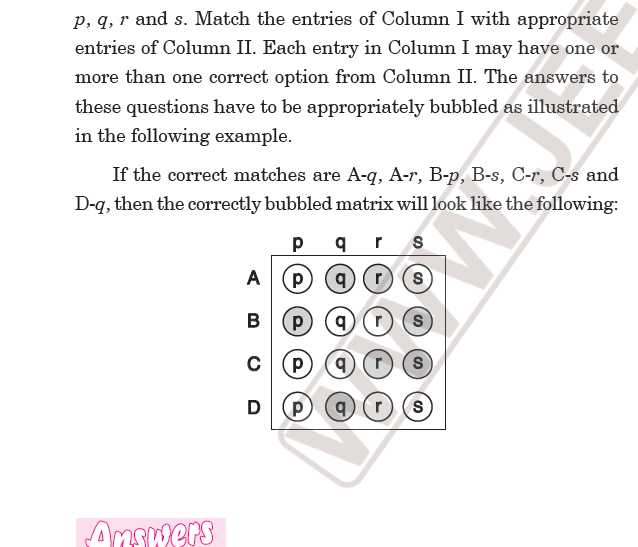 p, q, r and s. Match the entries of Column I with appropriate
entries of Column II. Each entry in Column I may have one or
more than one correct option from Column II. The answers to
these questions have to be appropriately bubbled as illustrated
in the following example.
If the correct matches are A-q, A-r, B-p, B-s, C-r, C-s and
D-q, then the correctly bubbled matrix will look like the following:
p q r s
A p q r s
B p q r s
C p q r s
D p q r s
Answers
WWW.JEE